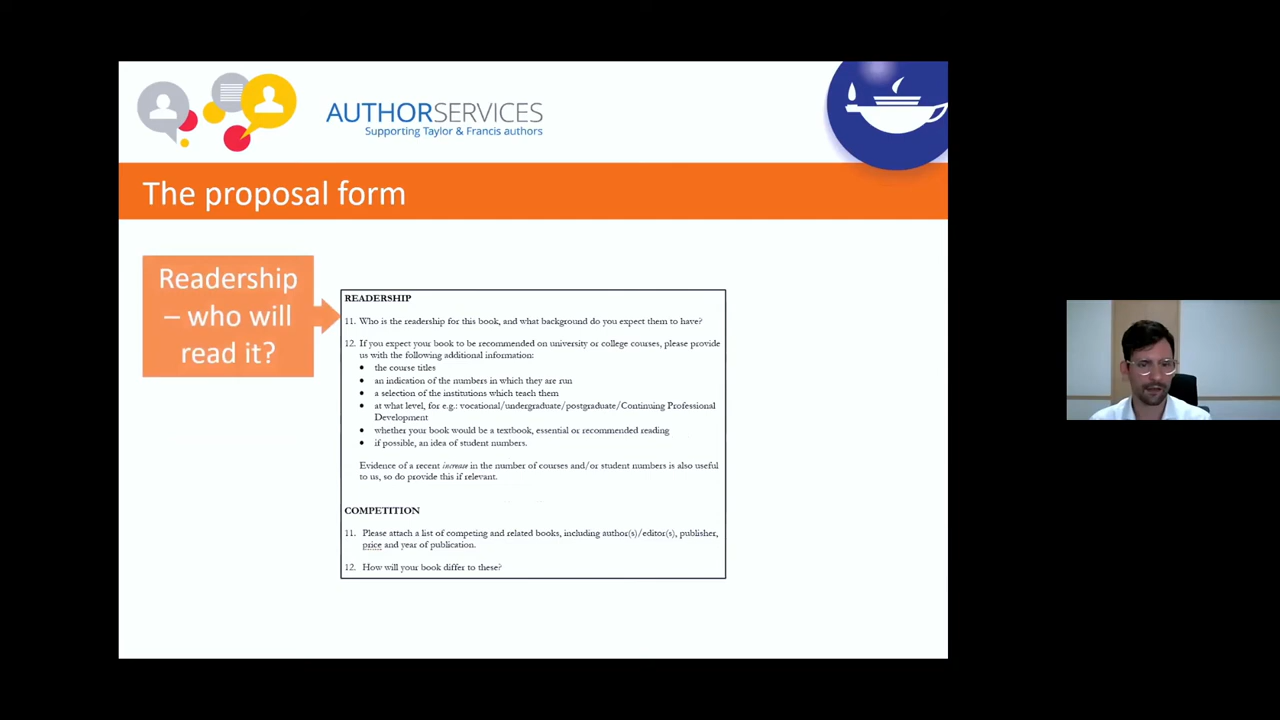 AUTHORSERVICES
Supporting Taylor & Francis authors
The proposal form
Readership
– who will
read it?
READERSHIP
11. Who is the readership for this book, and what background do you expect them to have?
12. If you expect your book to be recommended on university or college courses, please provide
us with the following additional information:
• the course titles
• an indication of the numbers in which they are run
• a selection of the institutions which teach them
• at what level, for e.g.: vocational/undergraduate/postgraduate/Continuing Professional
Development
• whether your book would be a textbook, essential or recommended reading
• if possible, an idea of student numbers.
Evidence of a recent increase in the number of courses and/or student numbers is also useful
to us, so do provide this if relevant.
COMPETITION
11. Please attach a list of competing and related books, including author(s)/editor(s), publisher,
price and year of publication.
12. How will your book differ to these?